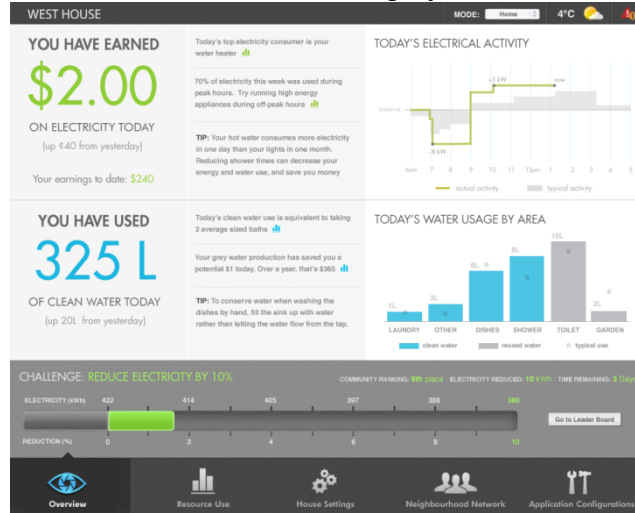 WEST HOUSE
MODE: Home
4°C
YOU HAVE EARNED
$2.00
ON ELECTRICITY TODAY
(up ¢40 from yesterday)
Your earnings to date: $240
Today's top electricity consumer is your
water heater
70% of electricity this week was used during
peak hours. Try running high energy
appliances during off-peak hours
TIP: Your hot water consumes more electricity
in one day than your lights in one month.
Reducing shower times can decrease your
energy and water use, and save you money
TODAY'S ELECTRICAL ACTIVITY
+5 kW
now
baseline
6am 7 8 9 10 11 12pm 1 2 3 4 5
actual activity typical activity
YOU HAVE USED
325 L
OF CLEAN WATER TODAY
(up 20L from yesterday)
Today's clean water use is equivalent to taking
2 average sized baths
Your grey water production has saved you a
potential $1 today. Over a year, that's $365
TIP: To conserve water when washing the
dishes by hand, fill the sink up with water
rather than letting the water flow from the tap.
TODAY'S WATER USAGE BY AREA
1L 3L 6L 8L 10L 2L
LAUNDRY OTHER DISHES SHOWER TOILET GARDEN
clean water reused water typical use
CHALLENGE: REDUCE ELECTRICITY BY 10%
COMMUNITY RANKING: 9th place ELECTRICITY REDUCED: 10 kWh TIME REMAINING: 3 Days
ELECTRICITY (kWh) 422 414 405 397 388 380
Go to Leader Board
REDUCTION (%) 0 2 4 6 8 10
Overview
Resource Use
House Settings
Neighbourhood Network
Application Configurations